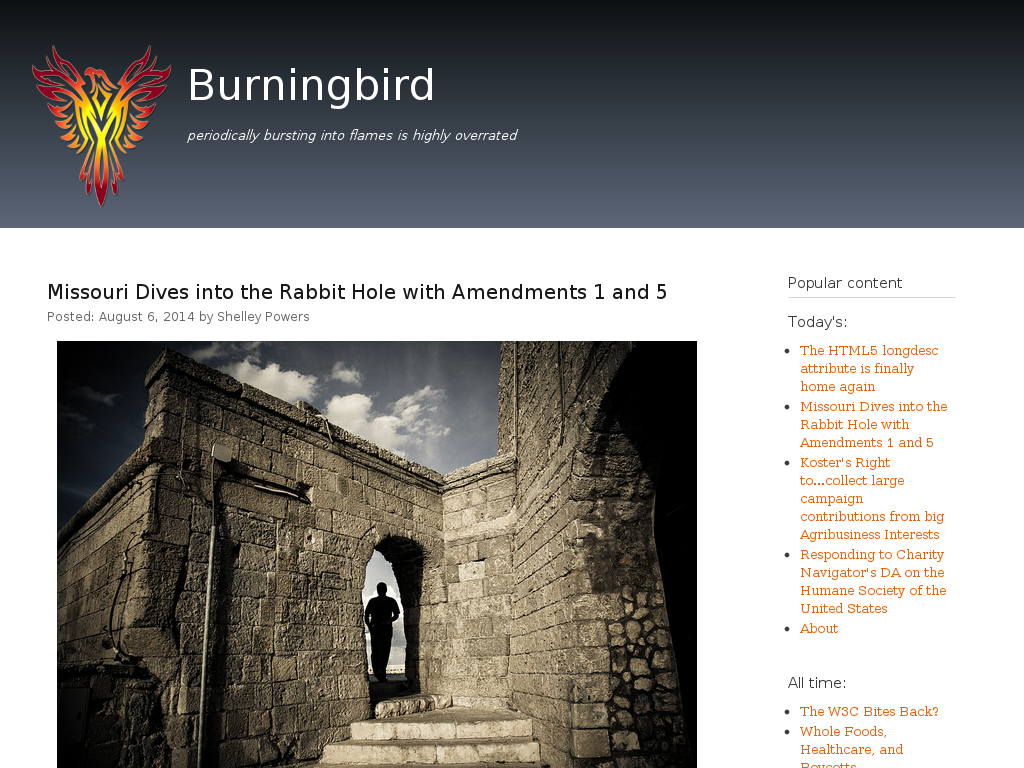 Burningbird
periodically bursting into flames is highly overrated
Missouri Dives into the Rabbit Hole with Amendments 1 and 5
Posted: August 6, 2014 by Shelley Powers
Popular content
Today's:
The HTML5 longdesc
attribute is finally
home again
Missouri Dives into the
Rabbit Hole with
Amendments 1 and 5
Koster's Right
to...collect large
campaign
contributions from big
Agribusiness Interests
Responding to Charity
Navigator's DA on the
Humane Society of the
United States
About
All time:
The W3C Bites Back?
Whole Foods,
Healthcare, and
Boycotts